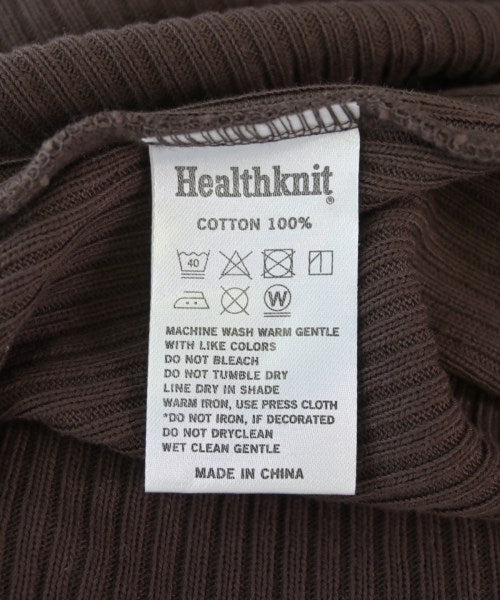 Healthknit®
COTTON 100%
40
W
MACHINE WASH WARM GENTLE
WITH LIKE COLORS
DO NOT BLEACH
DO NOT TUMBLE DRY
LINE DRY IN SHADE
WARM IRON, USE PRESS CLOTH
*DO NOT IRON, IF DECORATED
DO NOT DRYCLEAN
WET CLEAN GENTLE
MADE IN CHINA